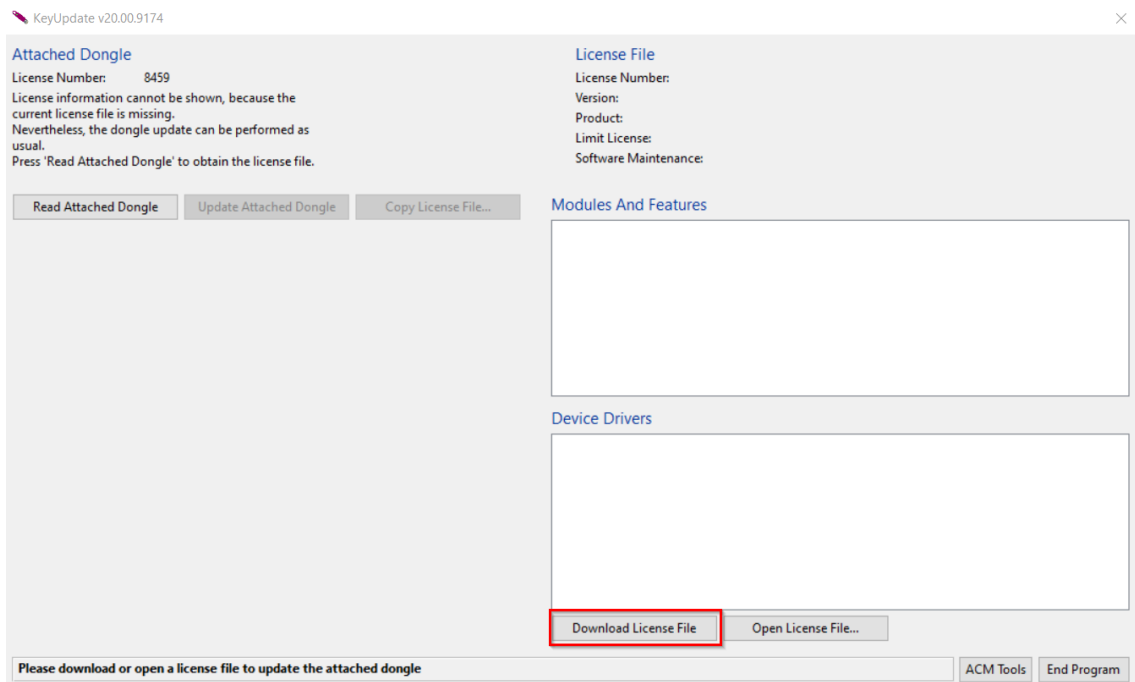 KeyUpdate v20.00.9174
Attached Dongle
License Number: 8459
License information cannot be shown, because the
current license file is missing.
Nevertheless, the dongle update can be performed as
usual.
Press 'Read Attached Dongle' to obtain the license file.
Read Attached Dongle
Update Attached Dongle
Copy License File...
License File
License Number:
Version:
Product:
Limit License:
Software Maintenance:
Modules And Features
Device Drivers
Download License File
Open License File...
Please download or open a license file to update the attached dongle
ACM Tools
End Program